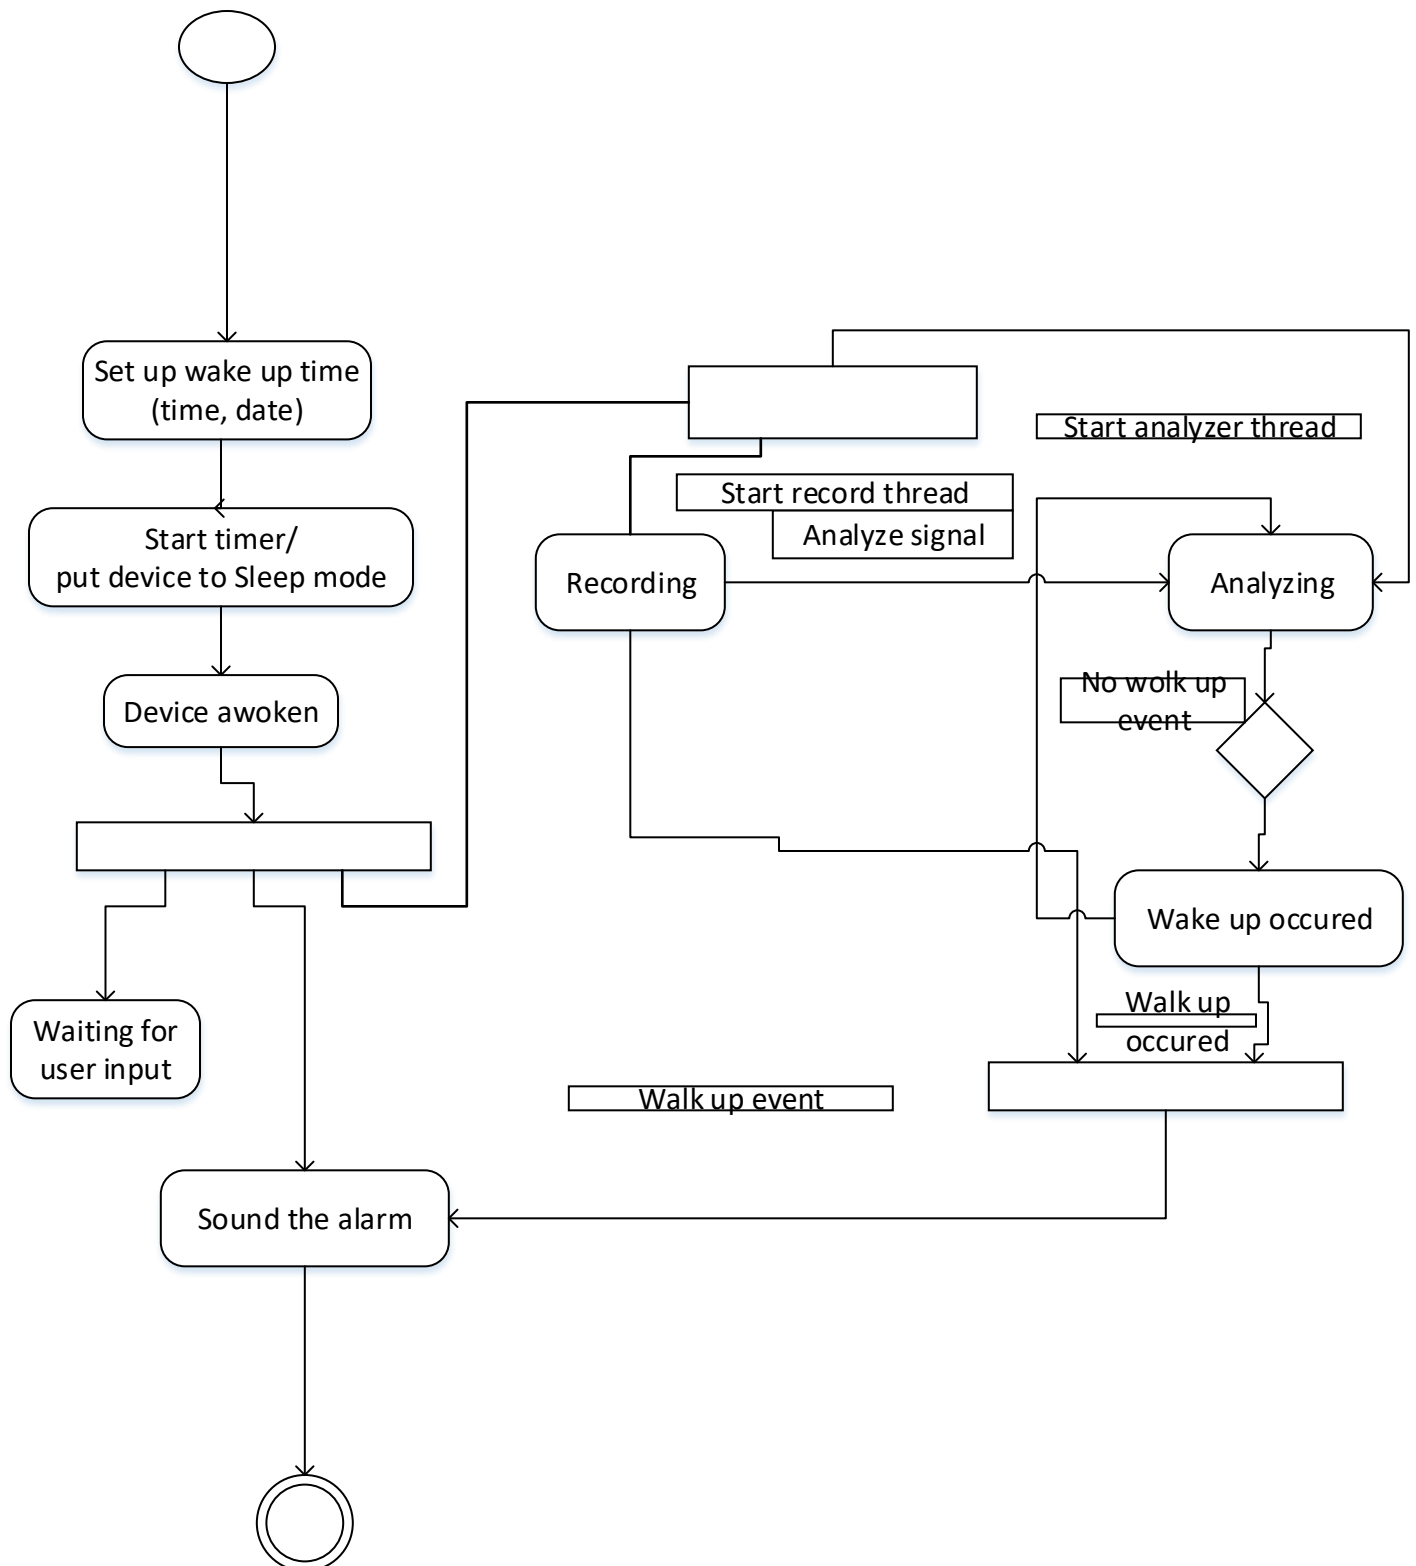 Set up wake up time
(time, date)
Start analyzer thread
Start record thread
Start timer/
put device to Sleep mode
Analyze signal
Recording
Analyzing
No wolk up
event
Device awoken
Wake up occured
Walk up
occured
Waiting for
user input
Walk up event
Sound the alarm